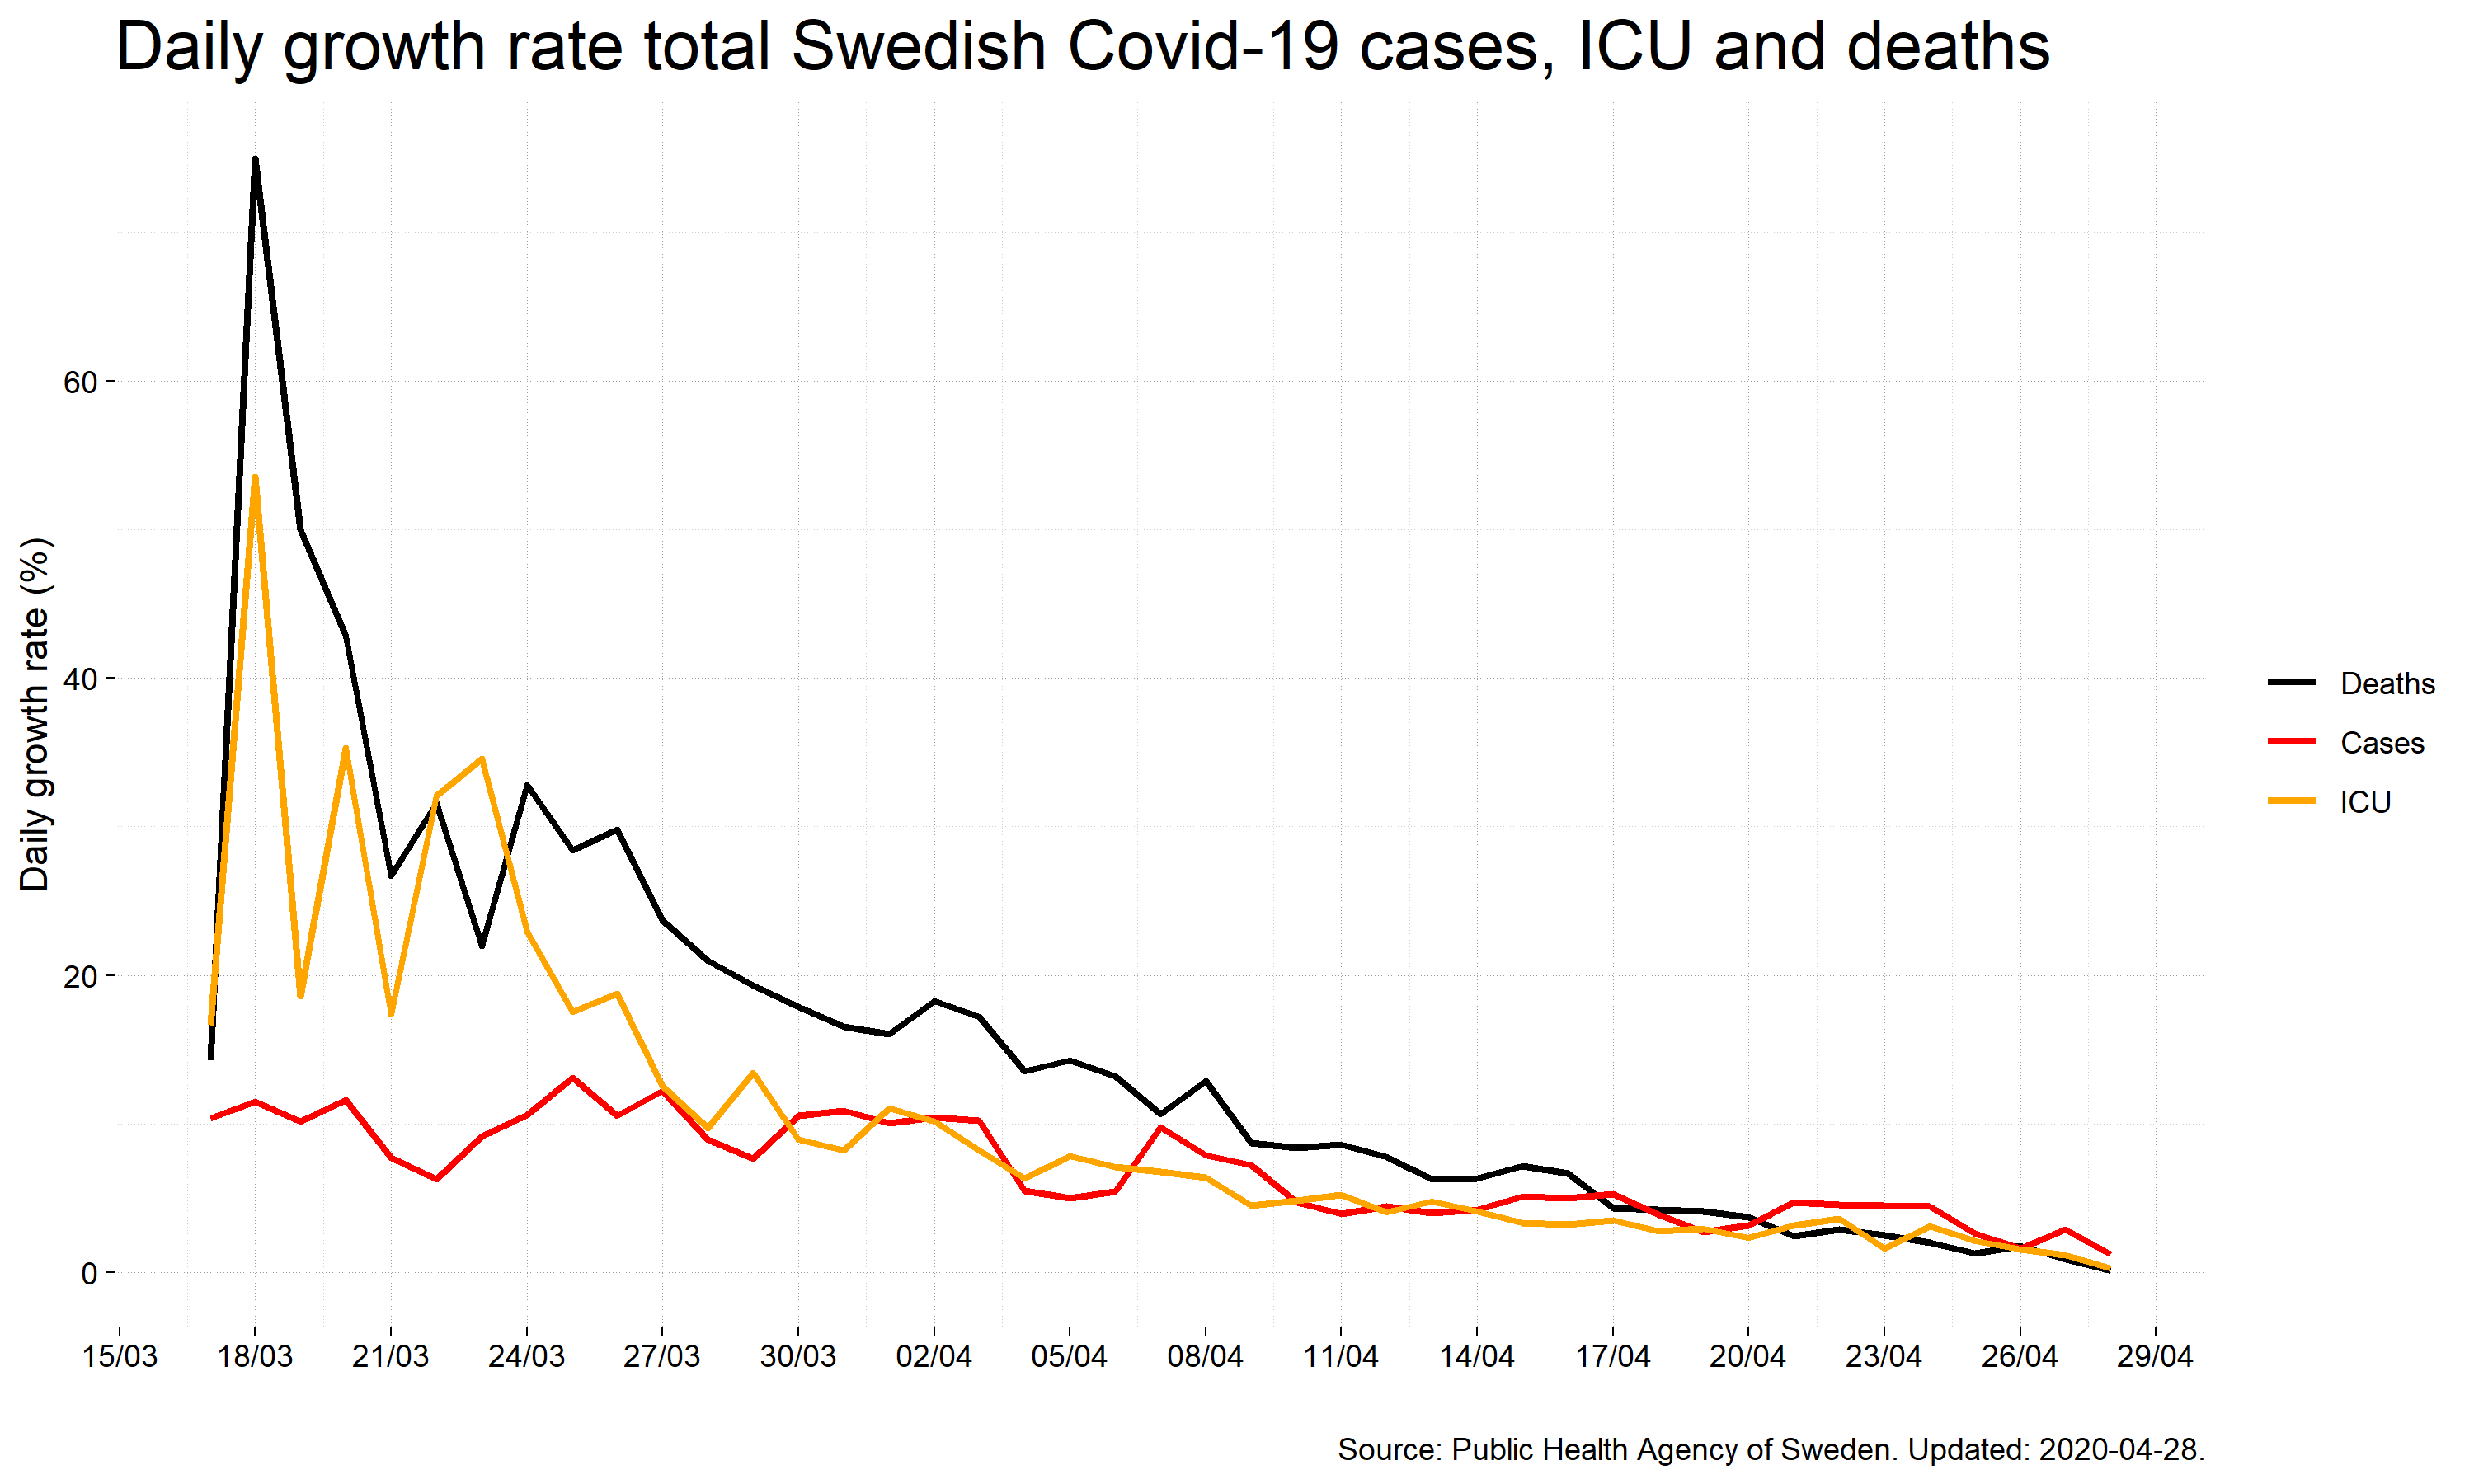 Daily growth rate total Swedish Covid-19 cases, ICU and deaths
Daily growth rate (%)
60
40
20
0
15/03 18/03 21/03 24/03 27/03 30/03 02/04 05/04 08/04 11/04 14/04 17/04 20/04 23/04 26/04 29/04
Deaths
Cases
ICU
Source: Public Health Agency of Sweden. Updated: 2020-04-28.